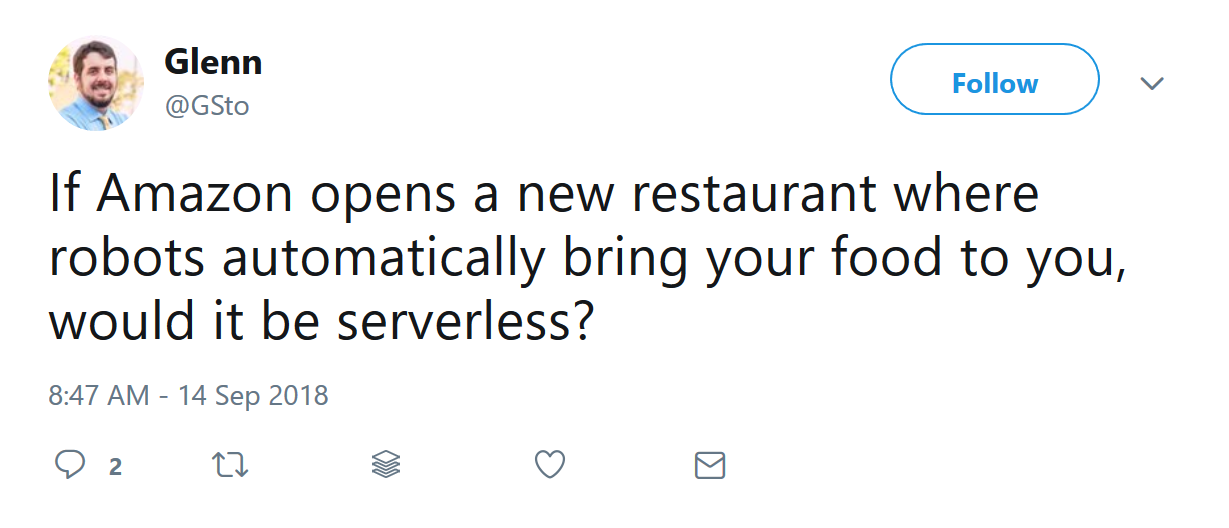 Glenn
@GSto
Follow
If Amazon opens a new restaurant where
robots automatically bring your food to you,
would it be serverless?
8:47 AM - 14 Sep 2018
2